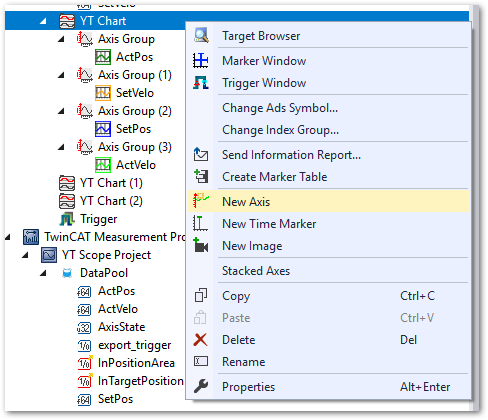 SetVelo
YT Chart
Axis Group
ActPos
Axis Group (1)
SetVelo
Axis Group (2)
SetPos
Axis Group (3)
ActVelo
YT Chart (1)
YT Chart (2)
Trigger
TwinCAT Measurement Pro
YT Scope Project
DataPool
ActPos
ActVelo
AxisState
export_trigger
InPositionArea
InTargetPosition
SetPos
Target Browser
Marker Window
Trigger Window
Change Ads Symbol...
Change Index Group...
Send Information Report...
Create Marker Table
New Axis
New Time Marker
New Image
Stacked Axes
Copy Ctrl+C
Paste Ctrl+V
Delete Del
Rename
Properties Alt+Enter